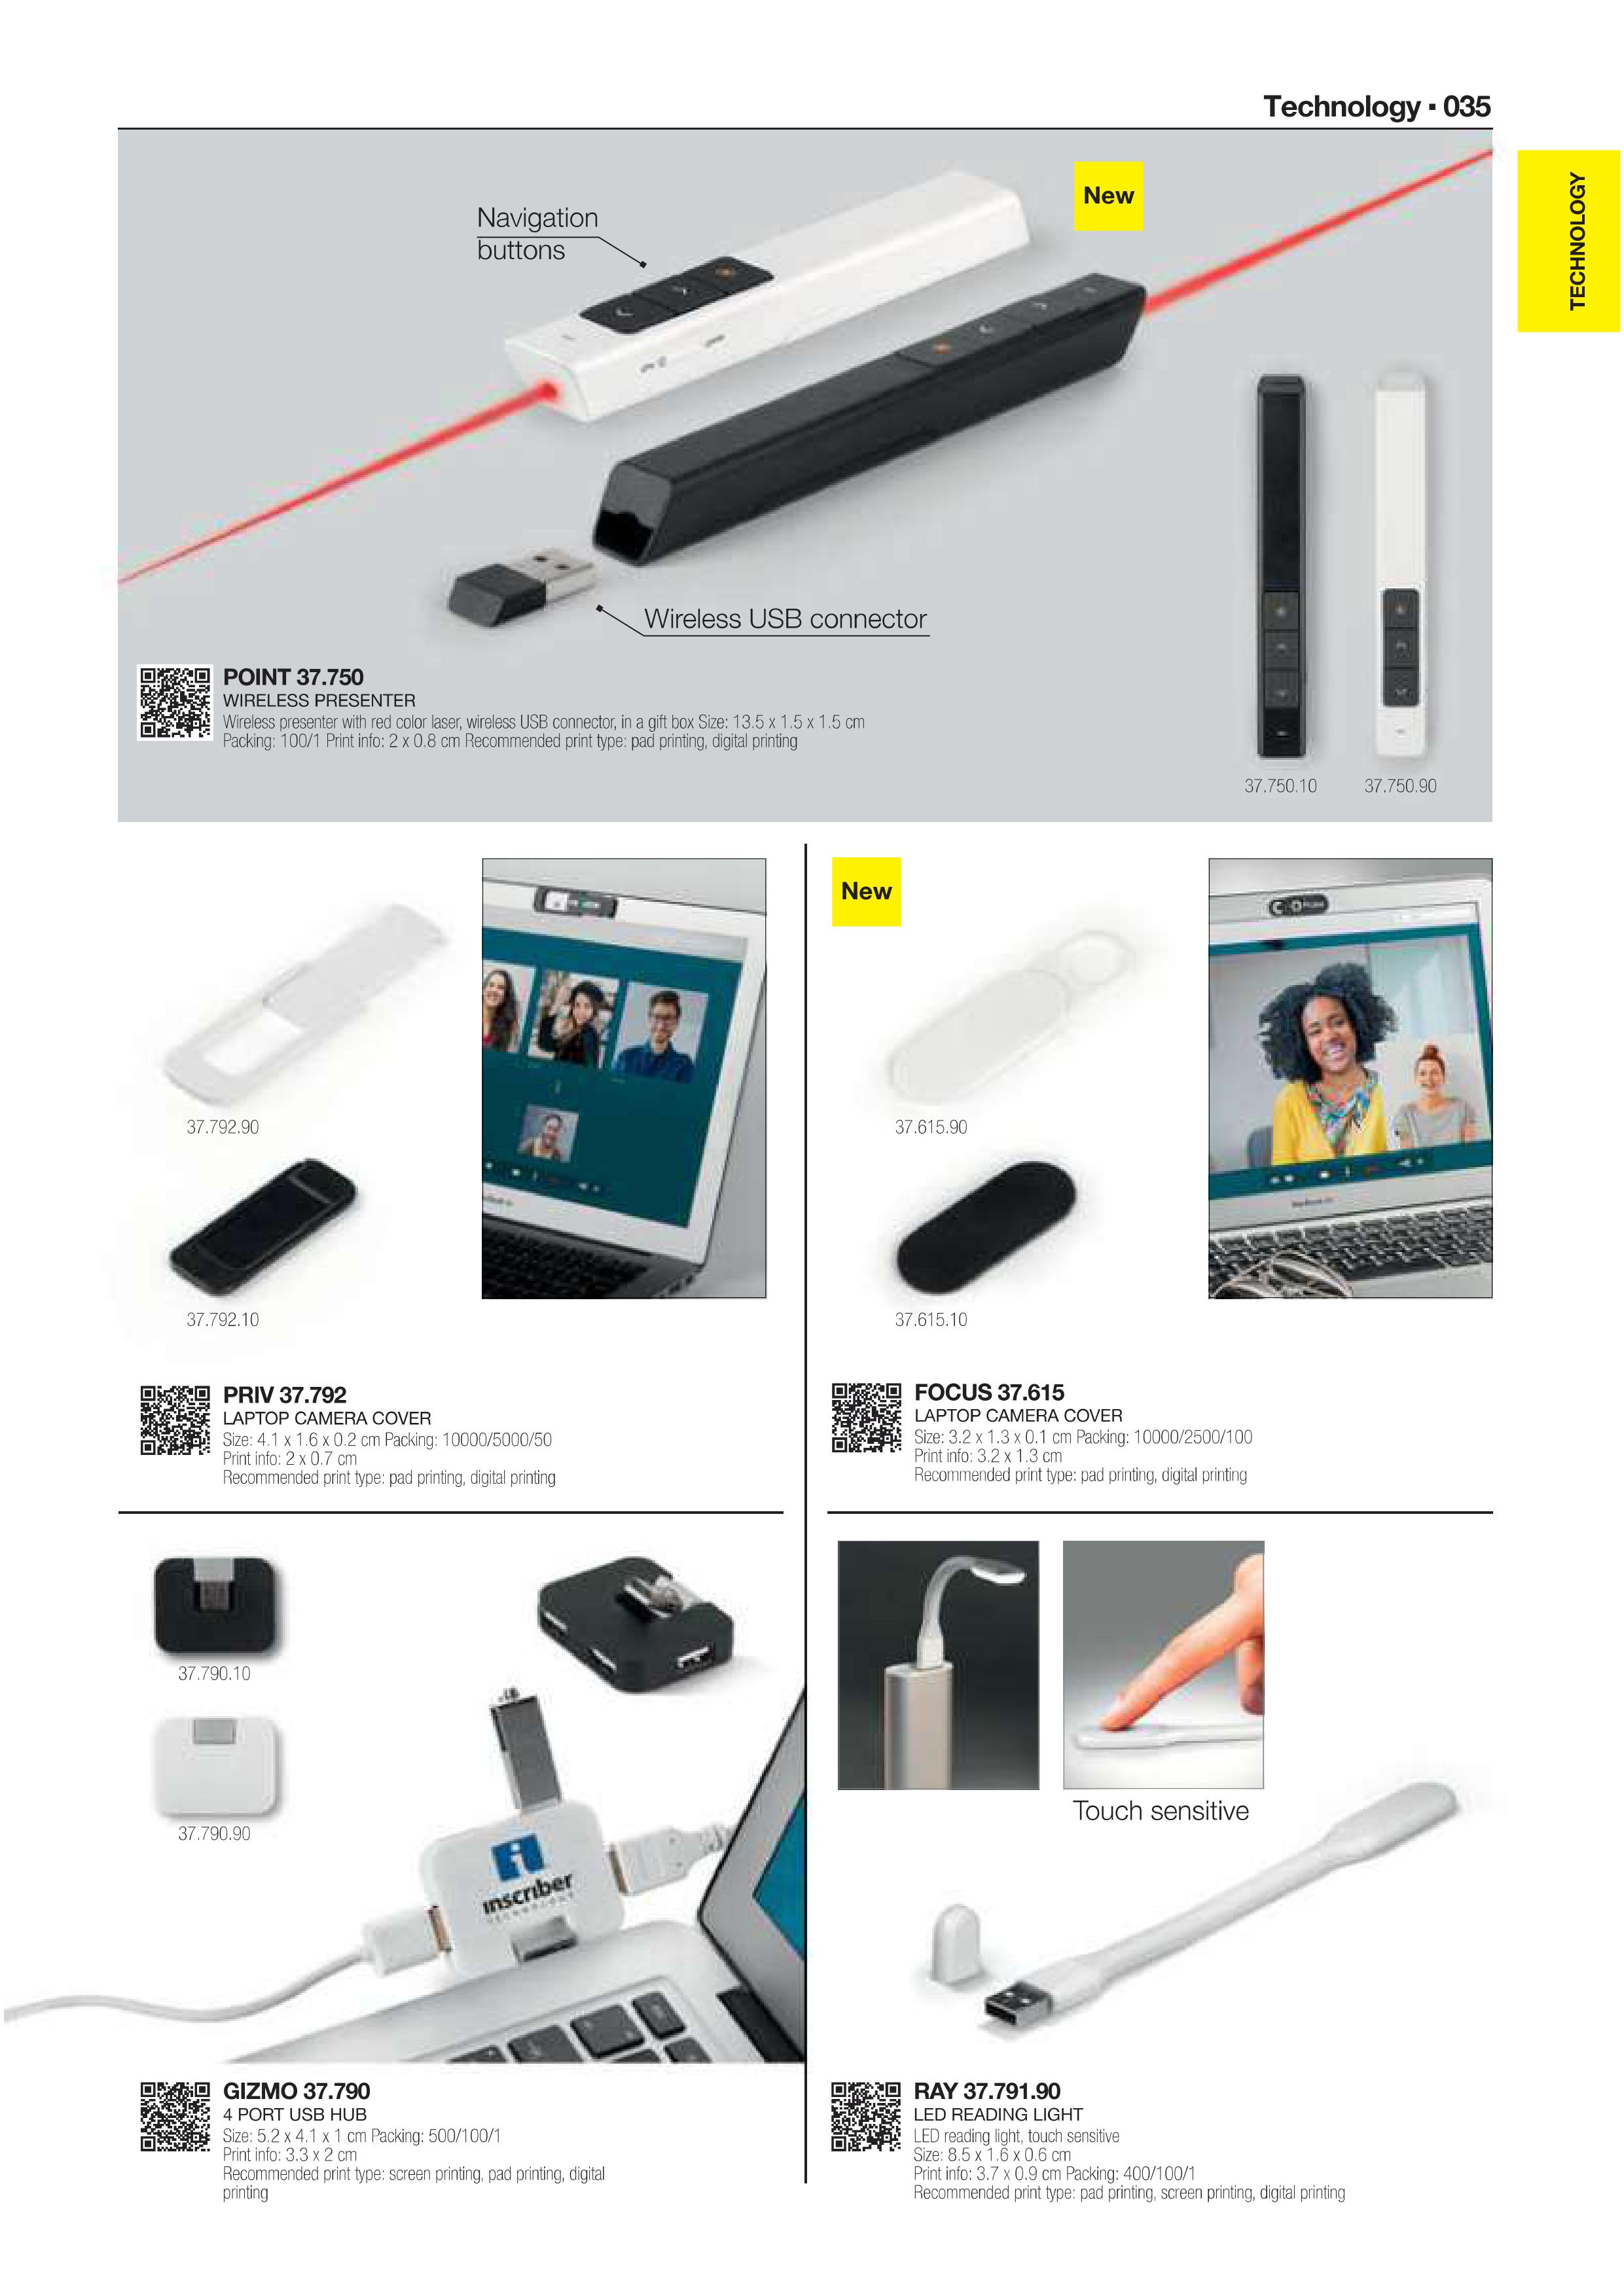 Technology ▪ 035
TECHNOLOGY
New
Navigation
buttons
Wireless USB connector
POINT 37.750
WIRELESS PRESENTER
Wireless presenter with red color laser, wireless USB connector, in a gift box Size: 13.5 x 1.5 x 1.5 cm
Packing: 100/1 Print info: 2 x 0.8 cm Recommended print type: pad printing, digital printing
37.750.10
37.750.90
37.792.90
37.792.10
PRIV 37.792
LAPTOP CAMERA COVER
Size: 4.1 x 1.6 x 0.2 cm Packing: 10000/5000/50
Print info: 2 x 0.7 cm
Recommended print type: pad printing, digital printing
New
37.615.90
37.615.10
FOCUS 37.615
LAPTOP CAMERA COVER
Size: 3.2 x 1.3 x 0.1 cm Packing: 10000/2500/100
Print info: 3.2 x 1.3 cm
Recommended print type: pad printing, digital printing
37.790.10
37.790.90
inscriber
TECHNOLOGY
GIZMO 37.790
4 PORT USB HUB
Size: 5.2 x 4.1 x 1 cm Packing: 500/100/1
Print info: 3.3 x 2 cm
Recommended print type: screen printing, pad printing, digital
printing
Touch sensitive
RAY 37.791.90
LED READING LIGHT
LED reading light, touch sensitive
Size: 8.5 x 1.6 x 0.6 cm
Print info: 3.7 x 0.9 cm Packing: 400/100/1
Recommended print type: pad printing, screen printing, digital printing